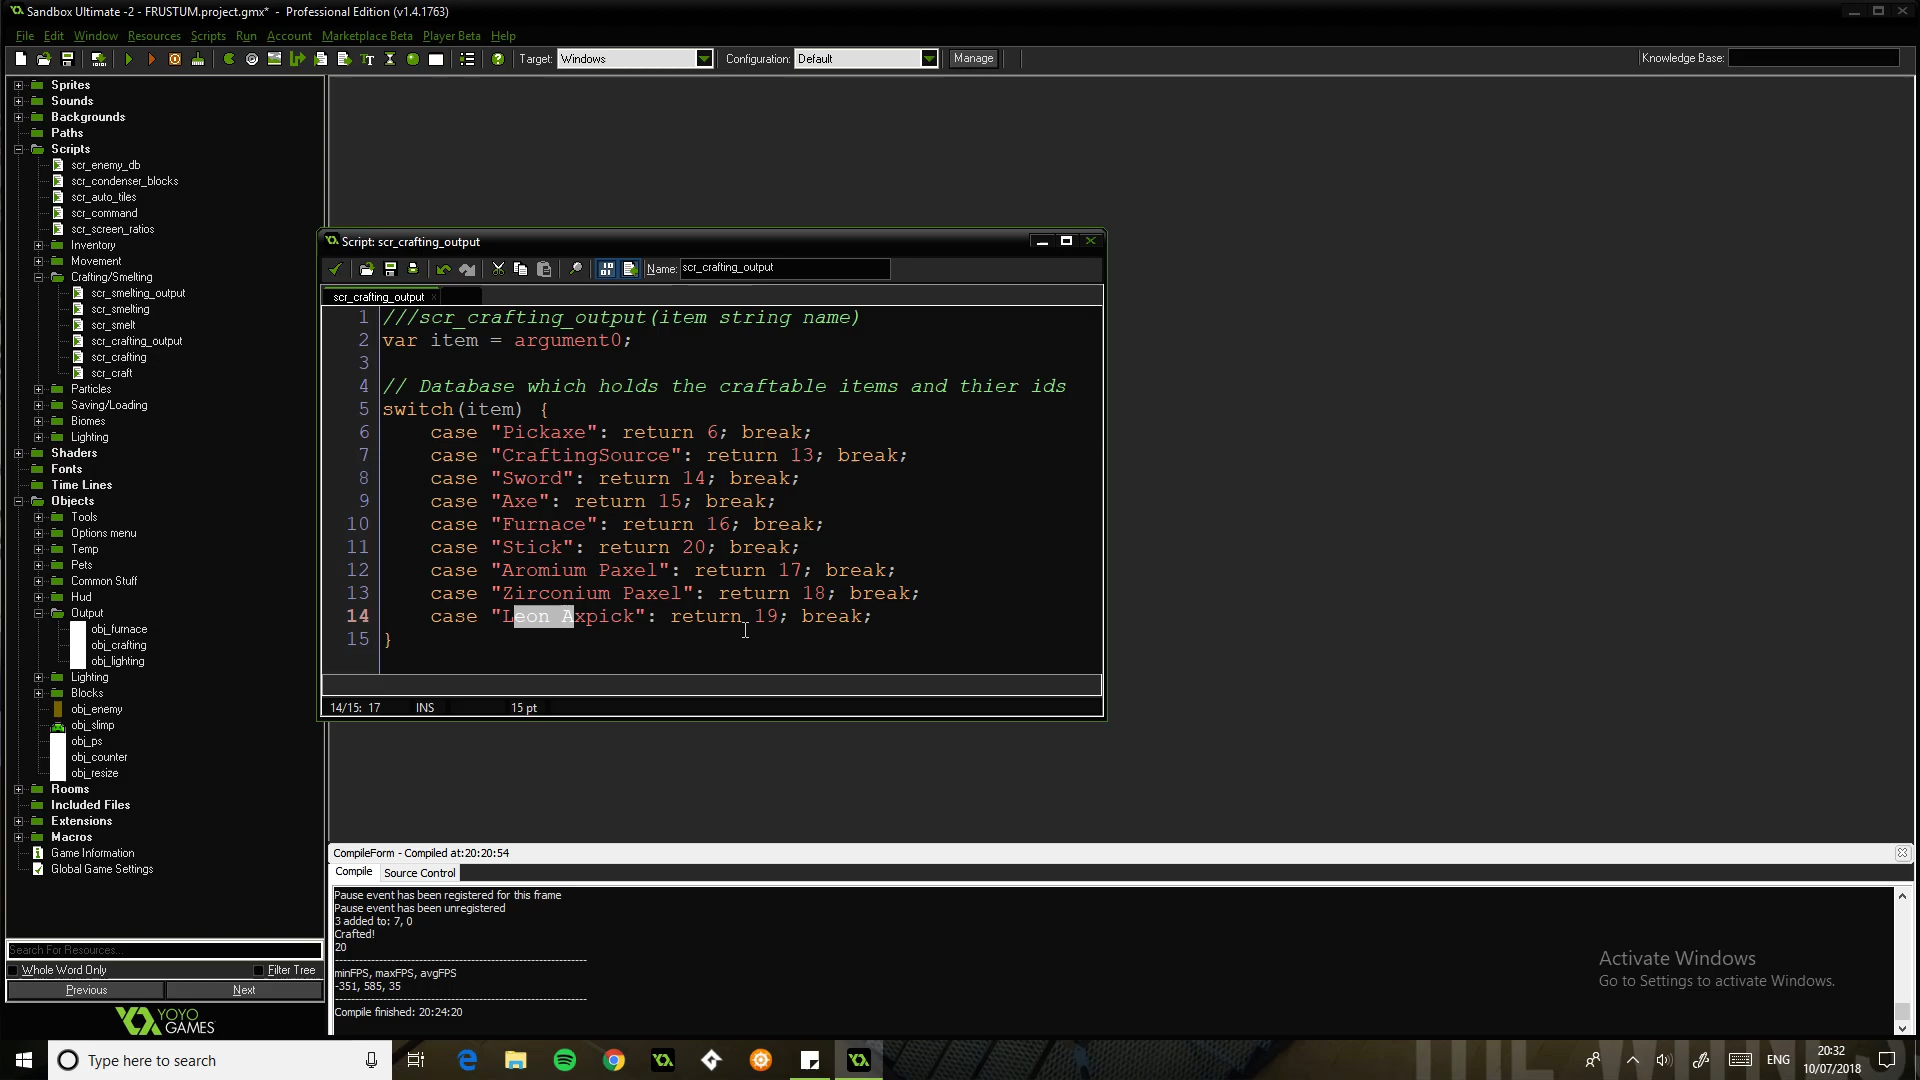 Sandbox Ultimate -2 - FRUSTUM.project.gmx* - Professional Edition (v1.4.1763)
File Edit Window Resources Scripts Run Account Marketplace Beta Player Beta Help
Target: Windows Configuration: Default Manage Knowledge Base:
Sprites
Sounds
Backgrounds
Paths
Scripts
scr_enemy_db
scr_condenser_blocks
scr_auto_tiles
scr_command
scr_screen_ratios
Inventory
Movement
Crafting/Smelting
scr_smelting_output
scr_smelting
scr_smelt
scr_crafting_output
scr_crafting
scr_craft
Particles
Saving/Loading
Biomes
Lighting
Shaders
Fonts
Time Lines
Objects
Tools
Options menu
Temp
Pets
Common Stuff
Hud
Output
obj_furnace
obj_crafting
obj_lighting
Lighting
Blocks
obj_enemy
obj_slimp
obj_ps
obj_counter
obj_resize
Rooms
Included Files
Extensions
Macros
Game Information
Global Game Settings
Search For Resources...
Whole Word Only Filter Tree
Previous Next
YOYO GAMES
Script: scr_crafting_output
Name: scr_crafting_output
scr_crafting_output x
1 ///scr_crafting_output(item string name)
2 var item = argument0;
3
4 // Database which holds the craftable items and thier ids
5 switch(item) {
6 case "Pickaxe": return 6; break;
7 case "CraftingSource": return 13; break;
8 case "Sword": return 14; break;
9 case "Axe": return 15; break;
10 case "Furnace": return 16; break;
11 case "Stick": return 20; break;
12 case "Aromium Paxel": return 17; break;
13 case "Zirconium Paxel": return 18; break;
14 case "Leon Axpick": return 19; break;
15 }
14/15: 17 INS 15 pt
CompileForm - Compiled at:20:20:54
Compile Source Control
Pause event has been registered for this frame
Pause event has been unregistered
3 added to: 7, 0
Crafted!
20
------------------------------------------------------------
minFPS, maxFPS, avgFPS
-351, 585, 35
------------------------------------------------------------
Compile finished: 20:24:20
Activate Windows
Go to Settings to activate Windows.
Type here to search
ENG
20:32
10/07/2018